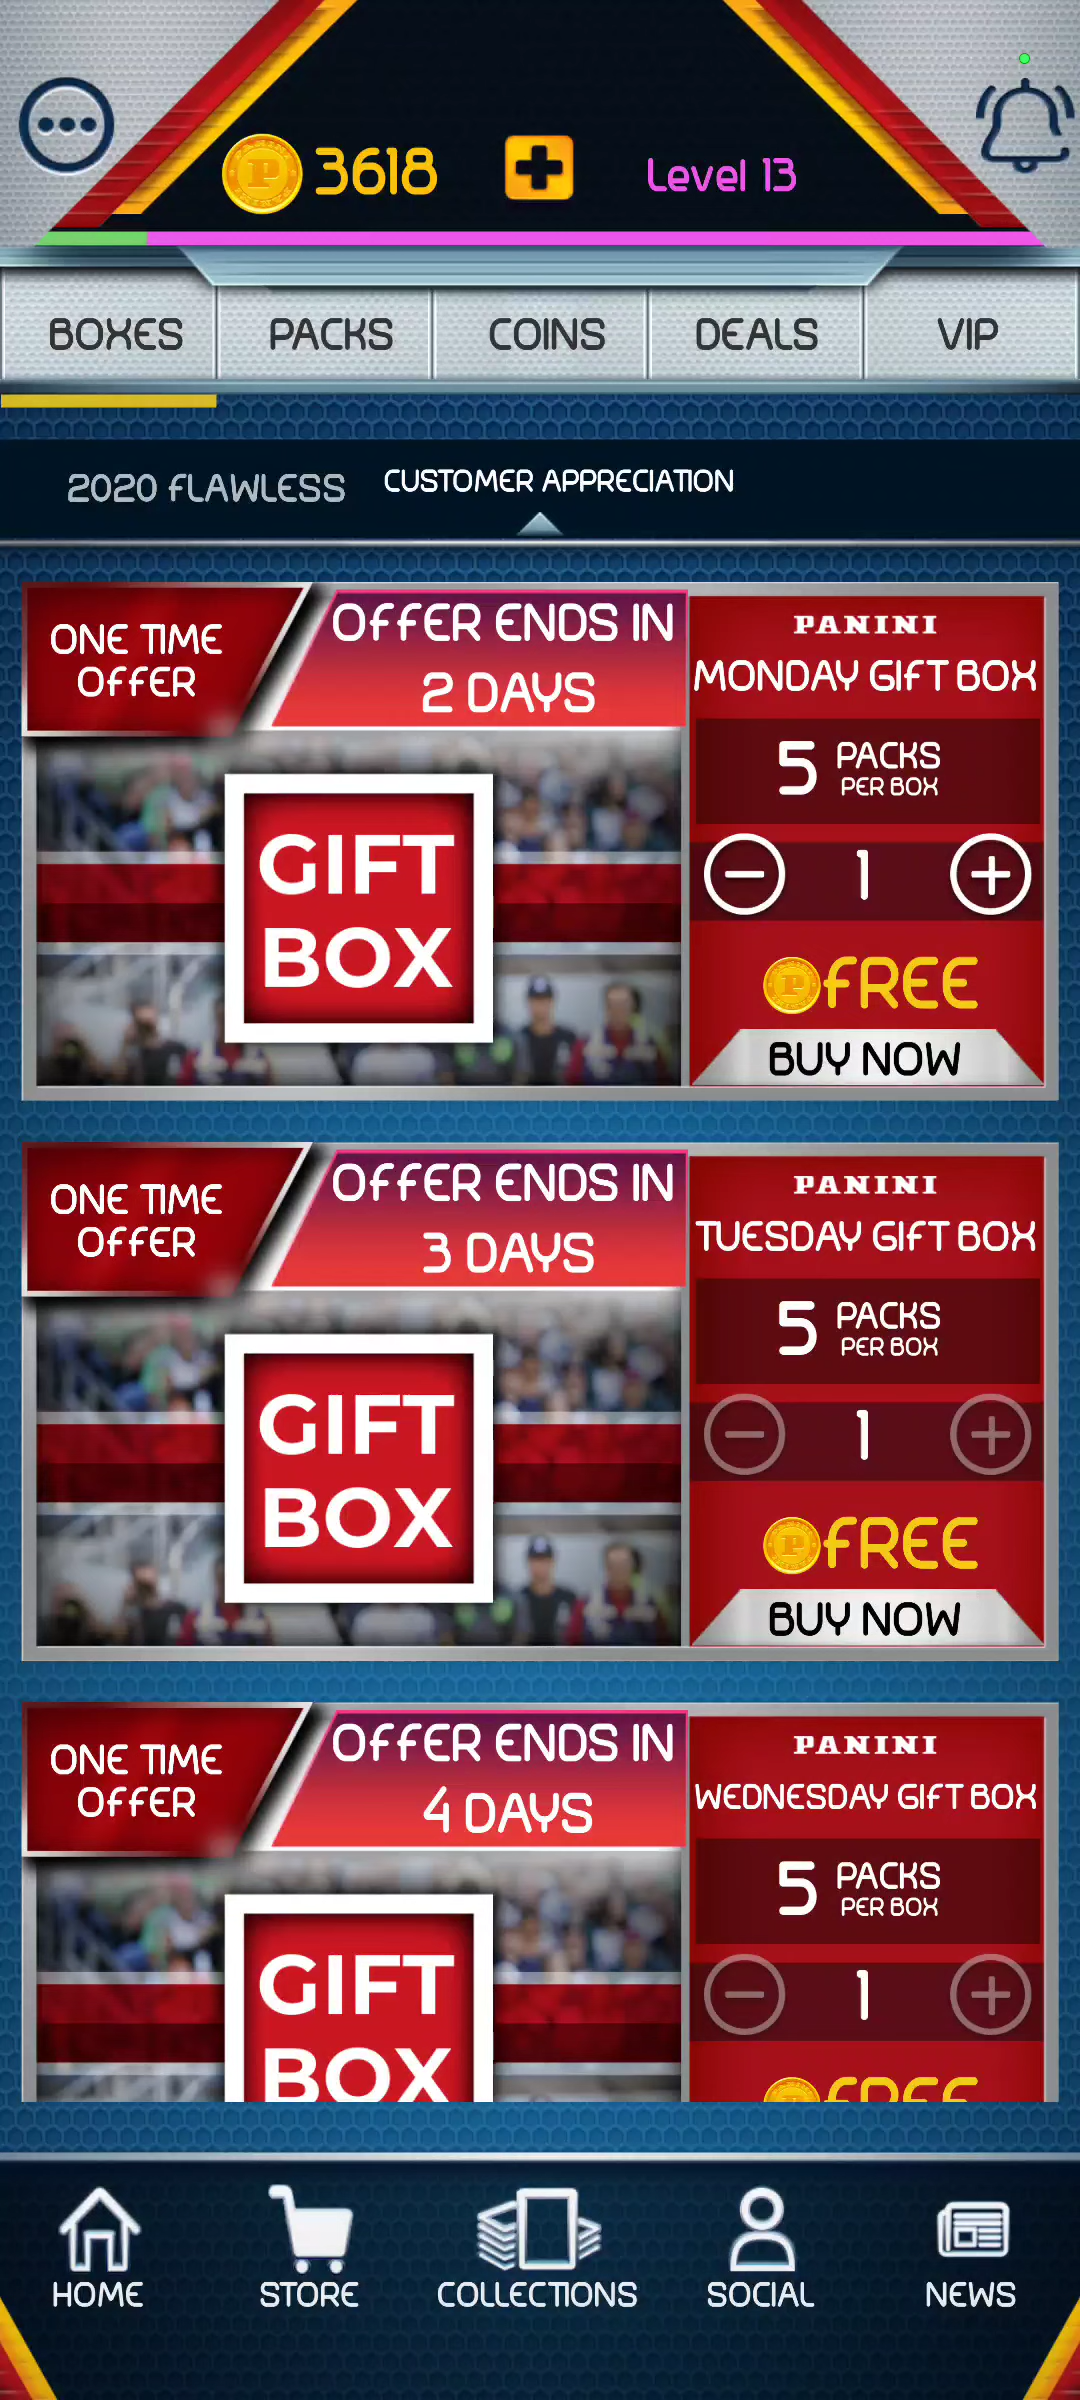 3618
Level 13
BOXES PACKS COINS DEALS VIP
2020 FLAWLESS CUSTOMER APPRECIATION
ONE TIME
OFFER
OFFER ENDS IN
2 DAYS
PANINI
MONDAY GIFT BOX
5 PACKS
PER BOX
GIFT
BOX
1
P FREE
BUY NOW
ONE TIME
OFFER
OFFER ENDS IN
3 DAYS
PANINI
TUESDAY GIFT BOX
5 PACKS
PER BOX
GIFT
BOX
1
P FREE
BUY NOW
ONE TIME
OFFER
OFFER ENDS IN
4 DAYS
PANINI
WEDNESDAY GIFT BOX
5 PACKS
PER BOX
GIFT
BOX
1
FREE
HOME STORE COLLECTIONS SOCIAL NEWS